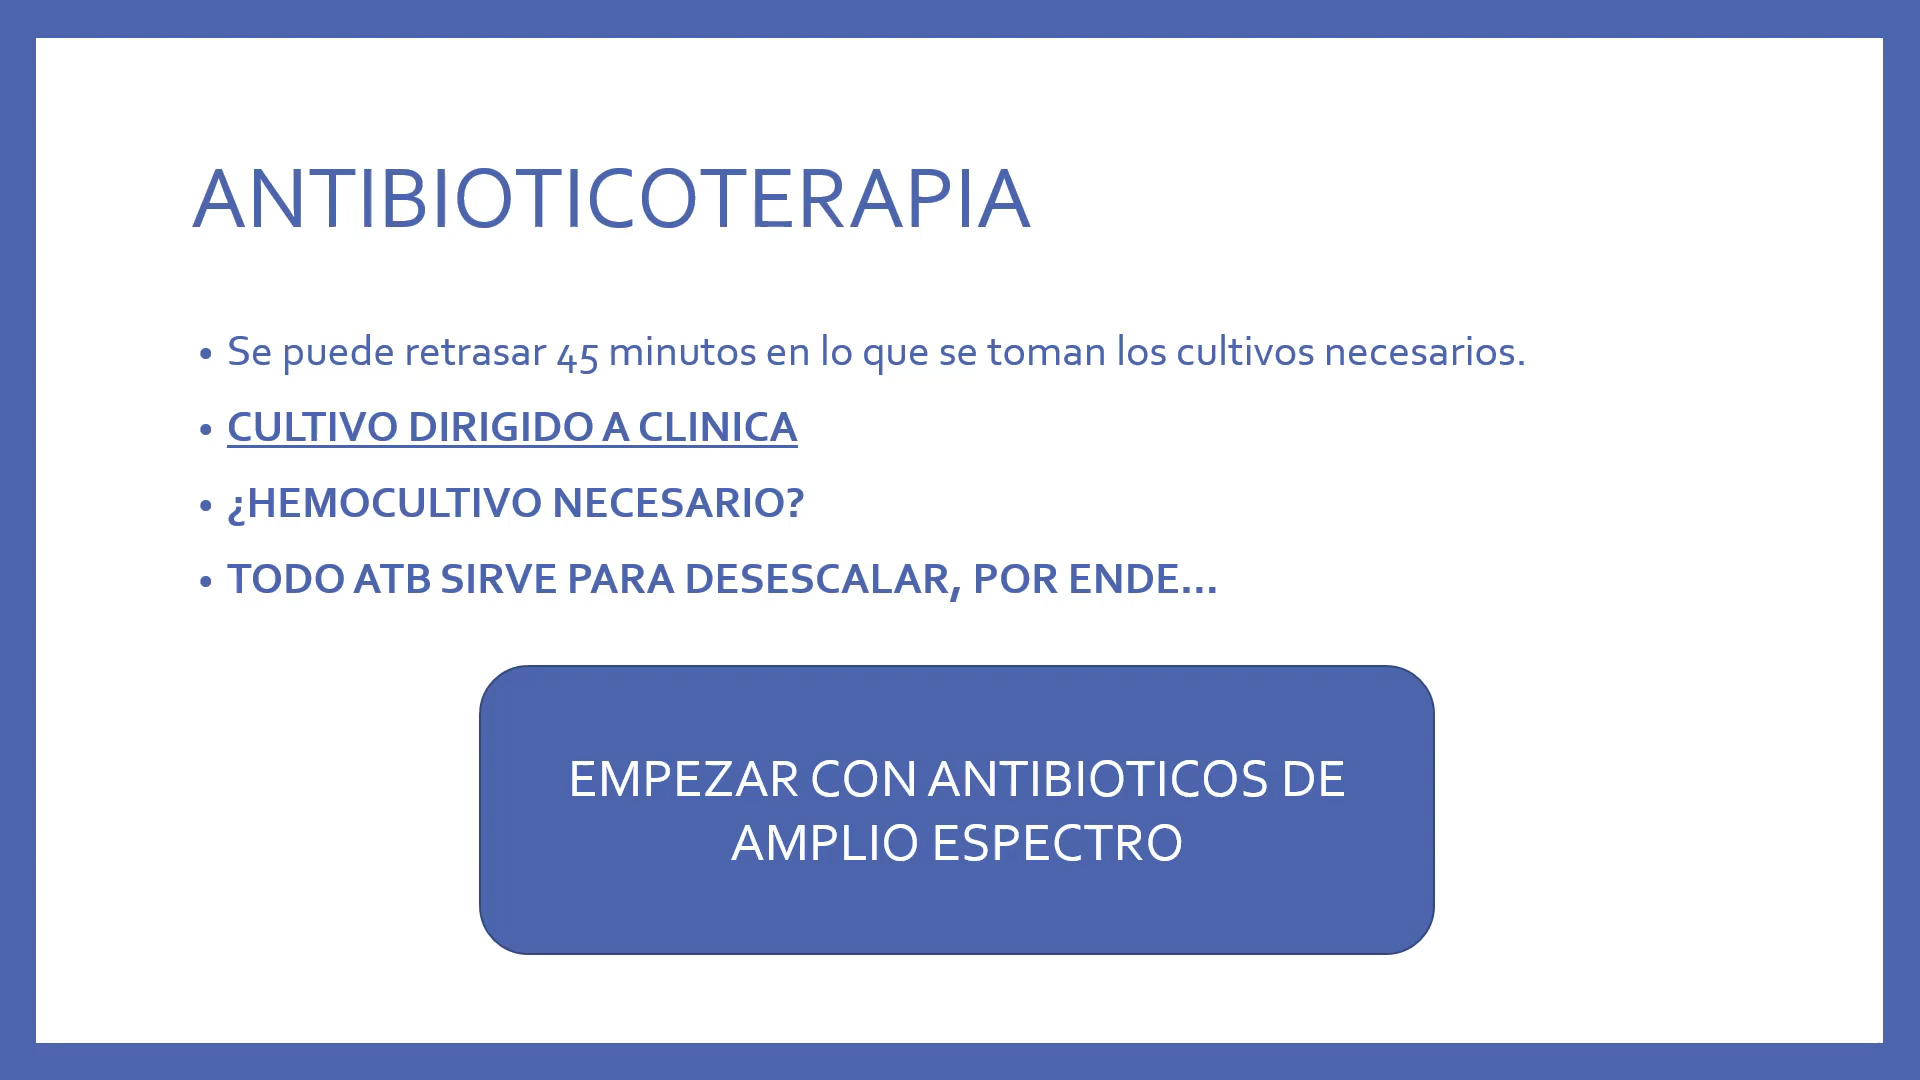 ANTIBIOTICOTERAPIA
• Se puede retrasar 45 minutos en lo que se toman los cultivos necesarios.
• CULTIVO DIRIGIDO A CLINICA
• ¿HEMOCULTIVO NECESARIO?
• TODO ATB SIRVE PARA DESESCALAR, POR ENDE...
EMPEZAR CON ANTIBIOTICOS DE
AMPLIO ESPECTRO